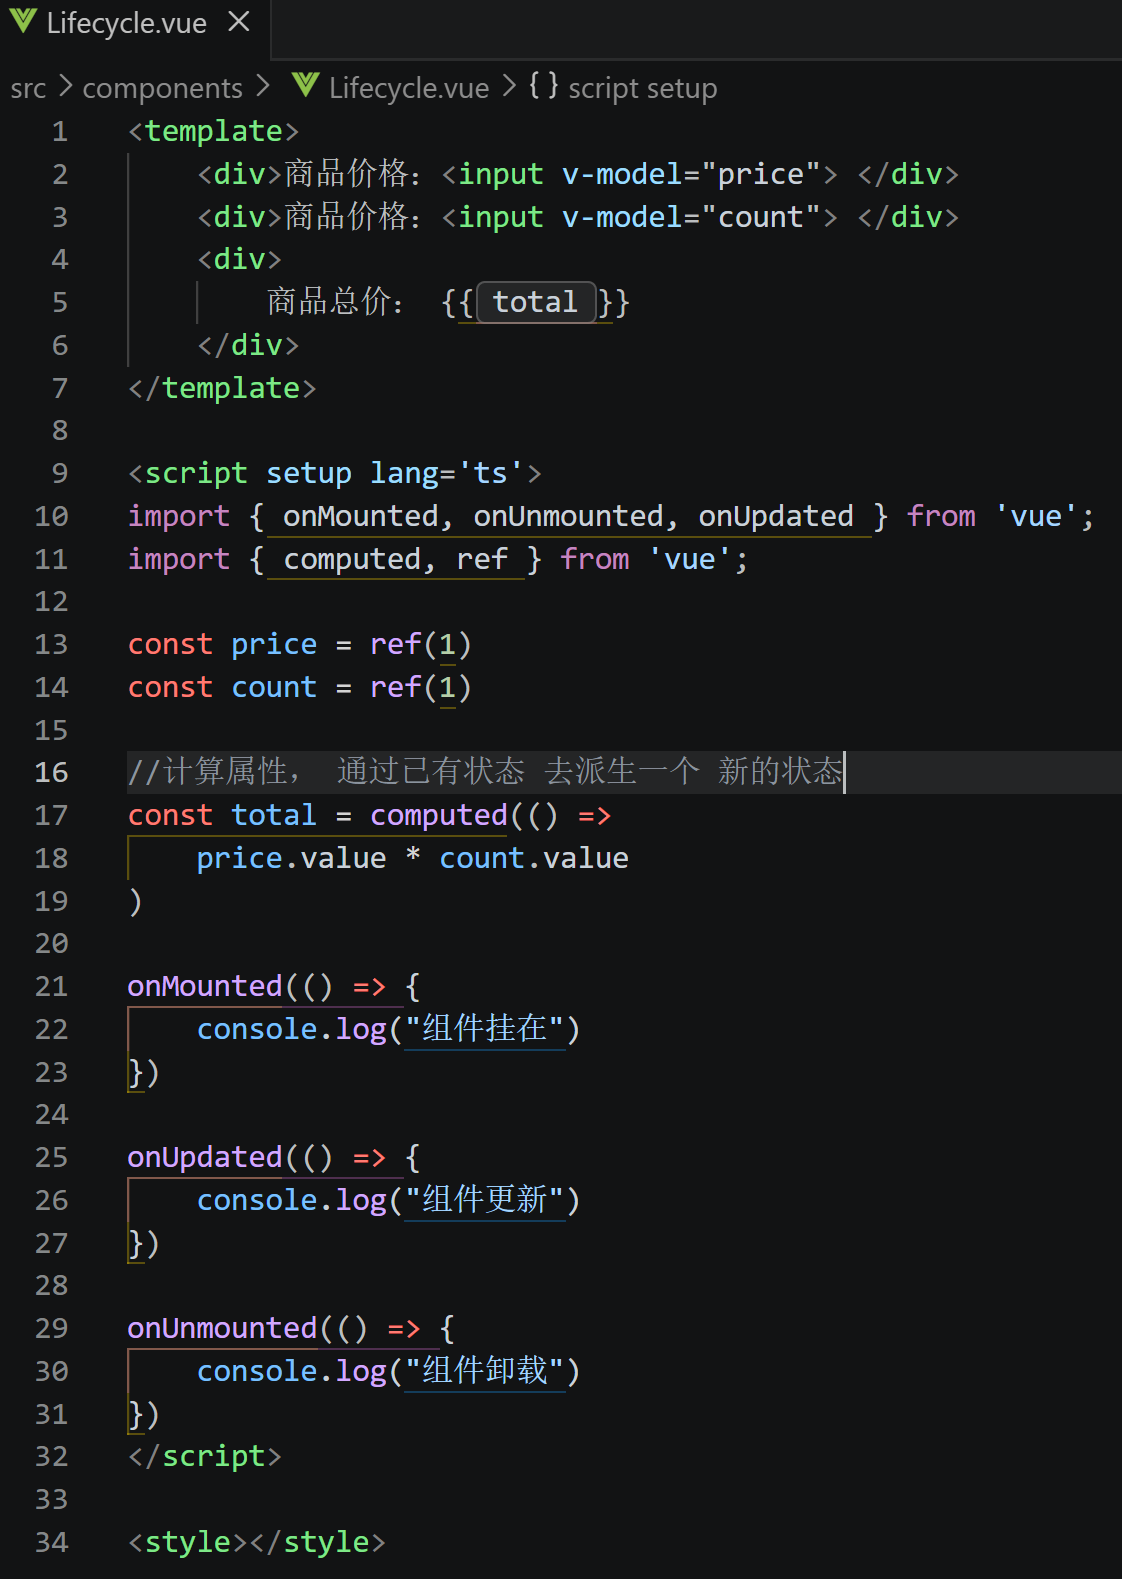 Lifecycle.vue ×
src > components > Lifecycle.vue > {} script setup
1 <template>
2     <div>商品价格：<input v-model="price"> </div>
3     <div>商品价格：<input v-model="count"> </div>
4     <div>
5         商品总价： {{ total }}
6     </div>
7 </template>
8
9 <script setup lang='ts'>
10 import { onMounted, onUnmounted, onUpdated } from 'vue';
11 import { computed, ref } from 'vue';
12
13 const price = ref(1)
14 const count = ref(1)
15
16 //计算属性， 通过已有状态 去派生一个 新的状态
17 const total = computed(() =>
18     price.value * count.value
19 )
20
21 onMounted(() => {
22     console.log("组件挂在")
23 })
24
25 onUpdated(() => {
26     console.log("组件更新")
27 })
28
29 onUnmounted(() => {
30     console.log("组件卸载")
31 })
32 </script>
33
34 <style></style>